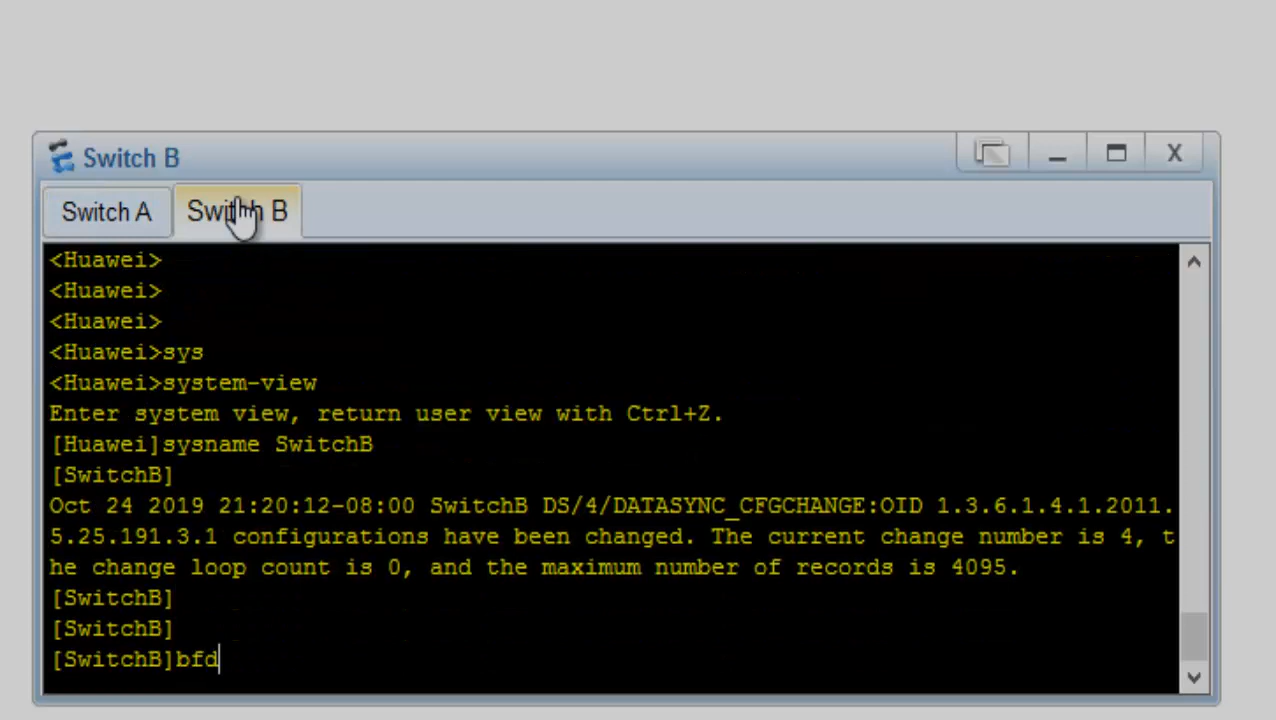 Switch B
X
Switch A
Switch B
<Huawei>
<Huawei>
<Huawei>
<Huawei>sys
<Huawei>system-view
Enter system view, return user view with Ctrl+Z.
[Huawei]sysname SwitchB
[SwitchB]
Oct 24 2019 21:20:12-08:00 SwitchB DS/4/DATASYNC_CFGCHANGE:OID 1.3.6.1.4.1.2011.
5.25.191.3.1 configurations have been changed. The current change number is 4, t
he change loop count is 0, and the maximum number of records is 4095.
[SwitchB]
[SwitchB]
[SwitchB]bfd